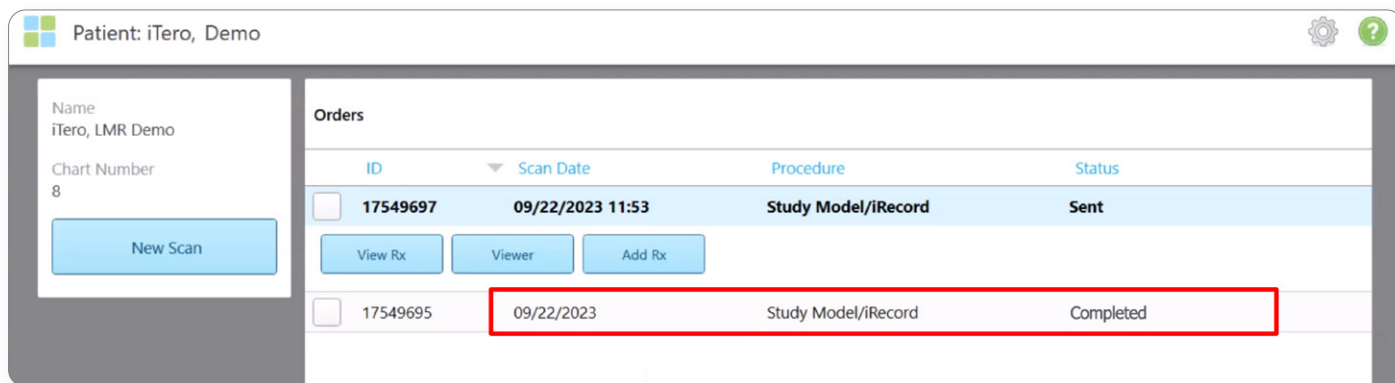 Patient: iTero, Demo
?
Name
iTero, LMR Demo
Chart Number
8
New Scan
Orders
ID Scan Date Procedure Status
17549697 09/22/2023 11:53 Study Model/iRecord Sent
View Rx Viewer Add Rx
17549695 09/22/2023 Study Model/iRecord Completed